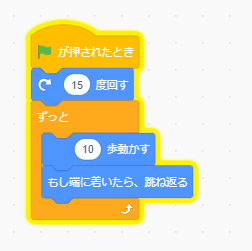 が押されたとき
15 度回す
ずっと
10 歩動かす
もし端に着いたら、跳ね返る